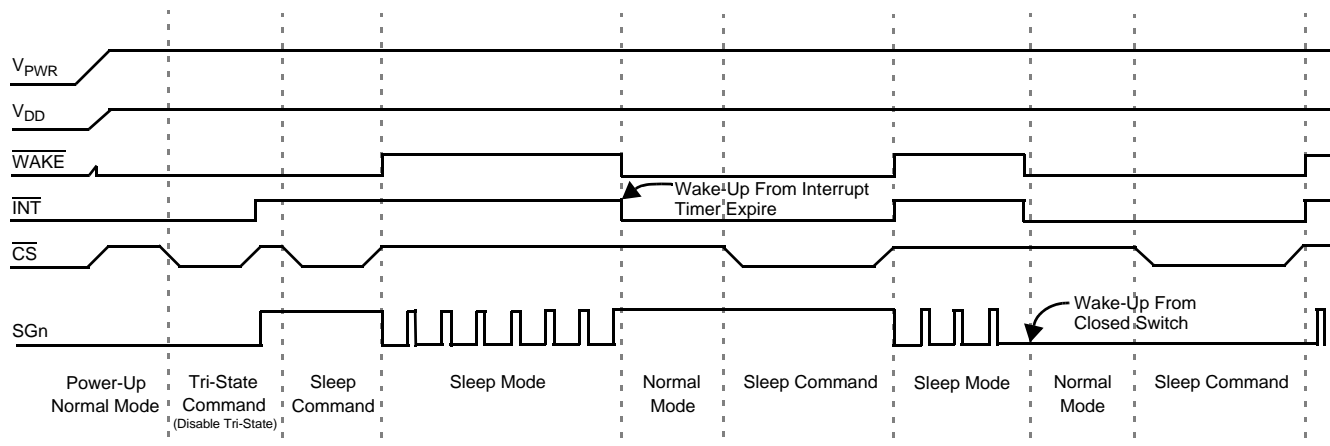 VPWR
VDD
WAKE
INT
CS
SGn
Wake-Up From Interrupt
Timer Expire
Wake-Up From
Closed Switch
Power-Up
Normal Mode
Tri-State
Command
(Disable Tri-State)
Sleep
Command
Sleep Mode
Normal
Mode
Sleep Command
Sleep Mode
Normal
Mode
Sleep Command